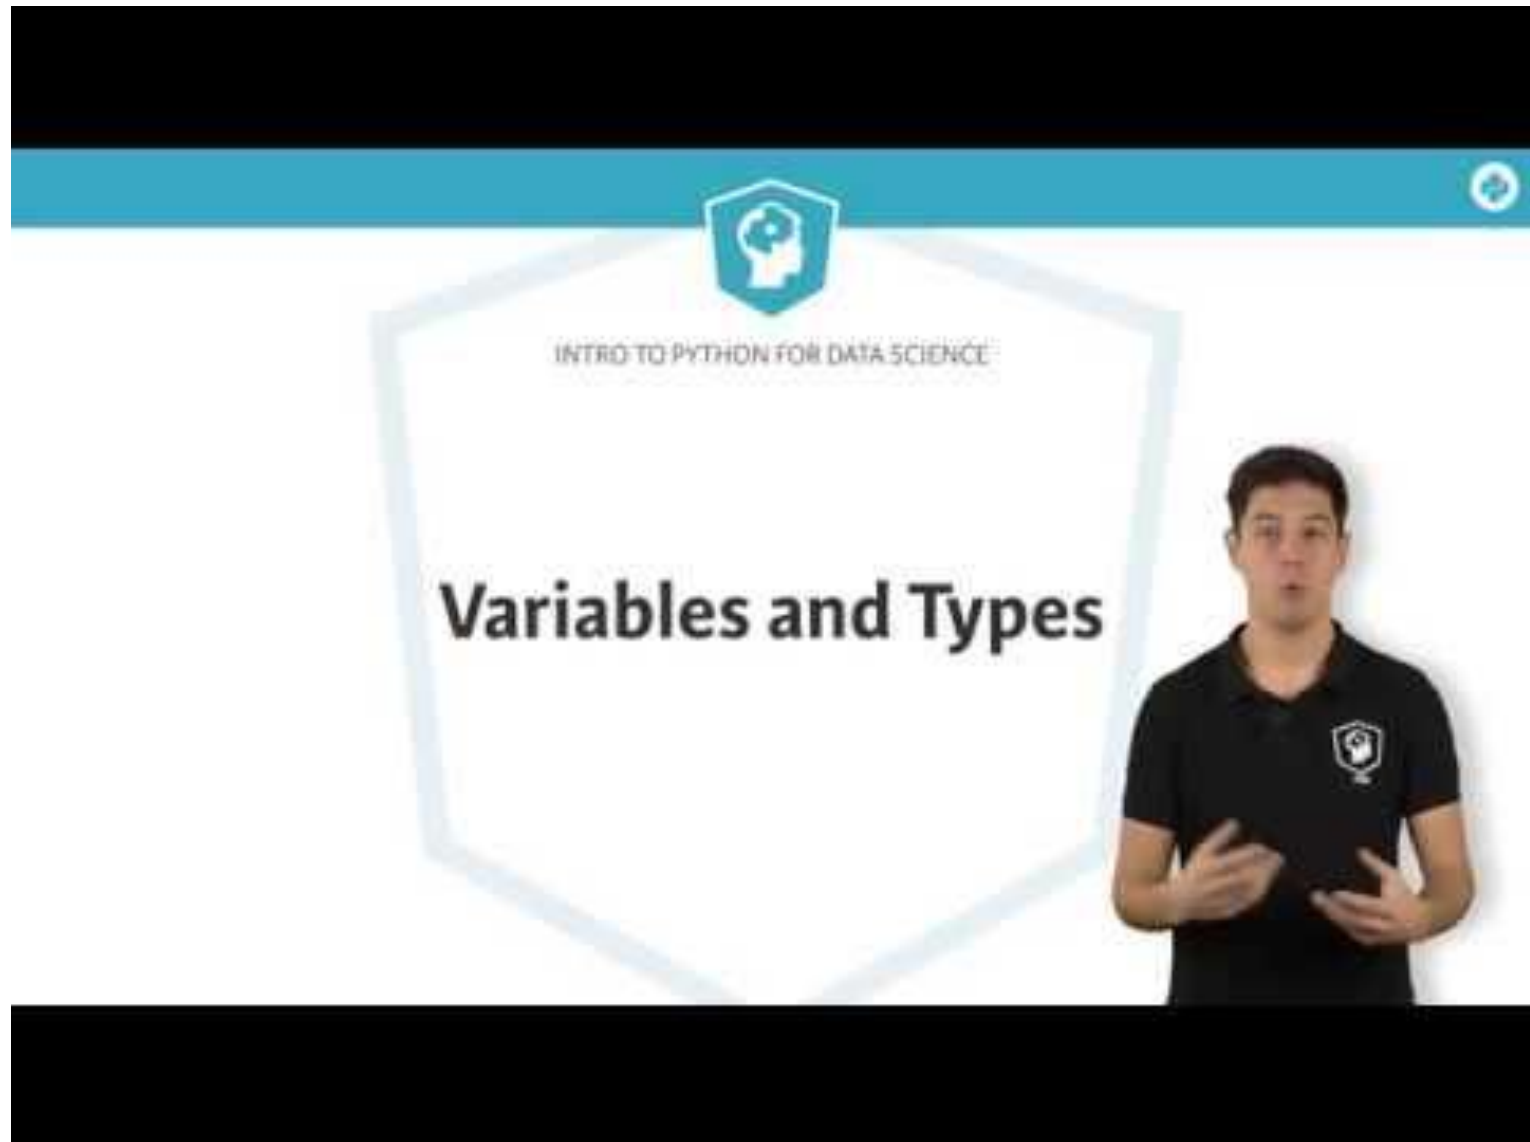 INTRO TO PYTHON FOR DATA SCIENCE
Variables and Types